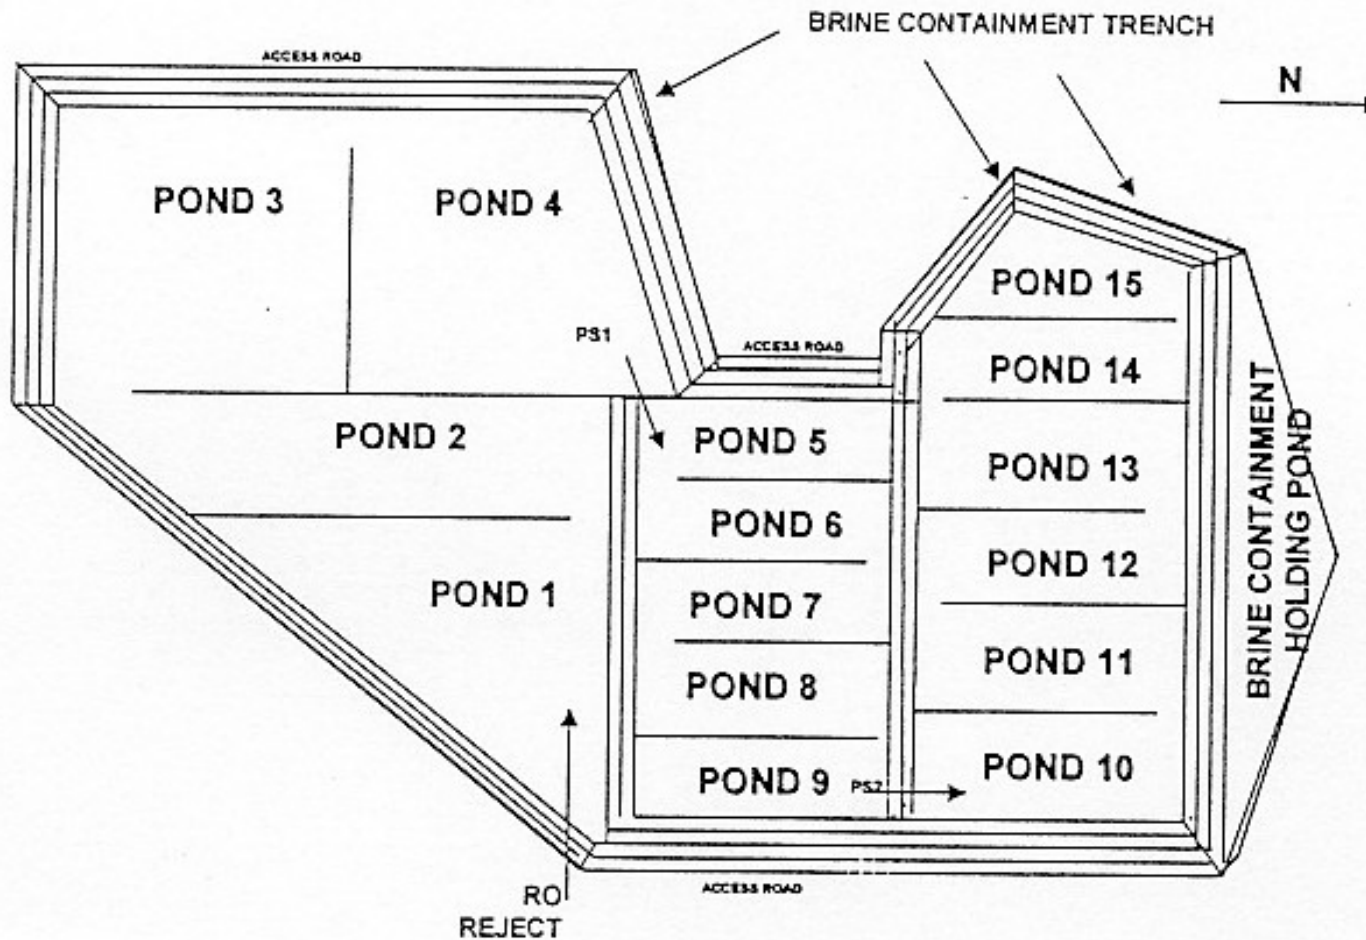 BRINE CONTAINMENT TRENCH
ACCESS ROAD
N
POND 3
POND 4
POND 15
PS1
ACCESS ROAD
POND 14
POND 2
POND 5
POND 13
POND 6
POND 12
POND 1
POND 7
POND 11
POND 8
POND 10
POND 9
PS2
BRINE CONTAINMENT
HOLDING POND
ACCESS ROAD
RO
REJECT